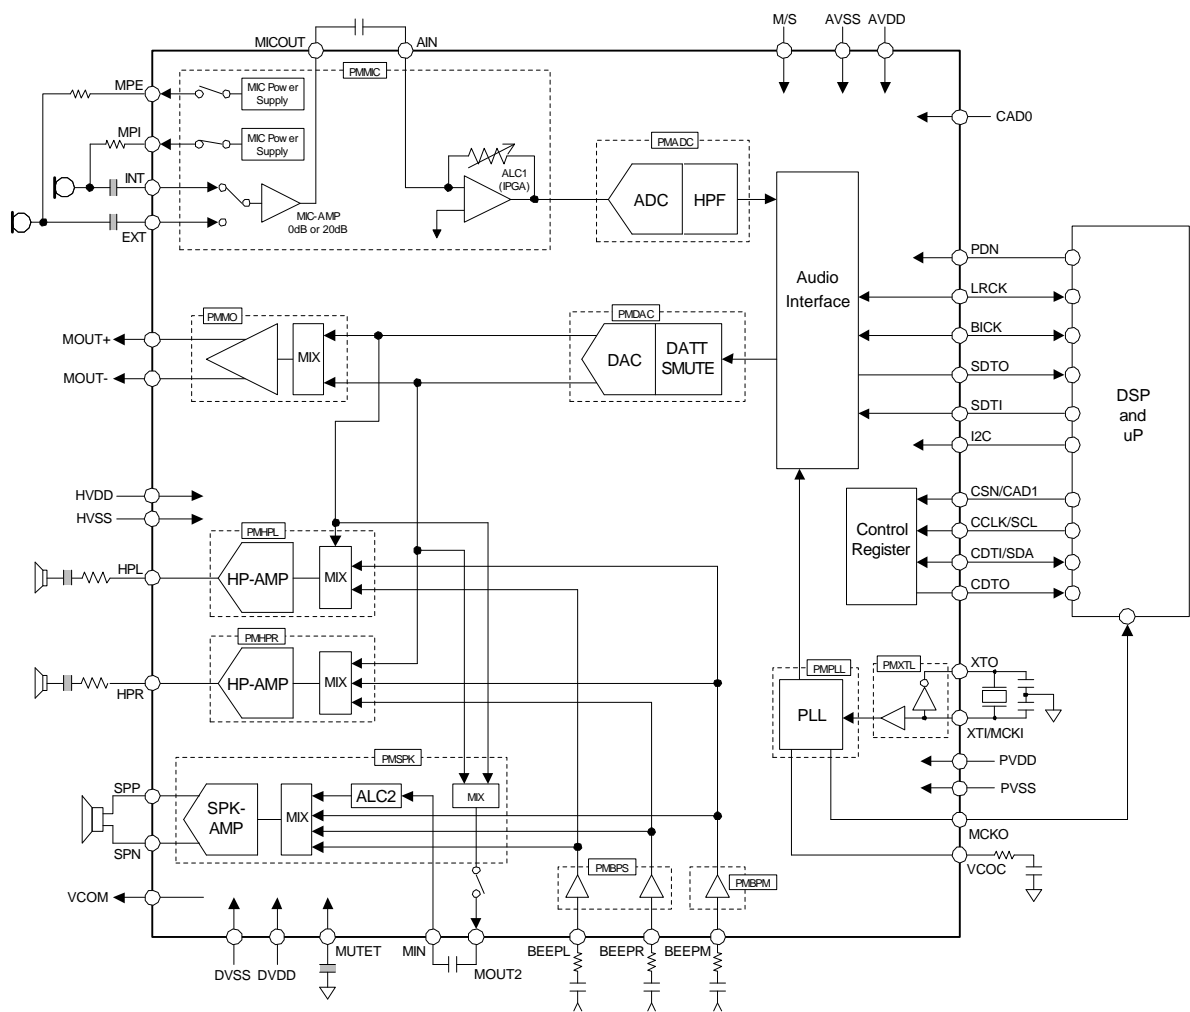 MICOUT
AIN
M/S
AVSS
AVDD
PMMIC
MPE
MIC Power
Supply
CAD0
MPI
MIC Power
Supply
PMADC
INT
ALC1
(IPGA)
ADC
HPF
MIC-AMP
0dB or 20dB
EXT
PDN
Audio
Interface
LRCK
PMMO
PMDAC
BICK
MOUT+
MIX
DAC
DATT
SMUTE
MOUT-
SDTO
DSP
and
uP
SDTI
I2C
HVDD
HVSS
CSN/CAD1
Control
Register
CCLK/SCL
PMHPL
CDTI/SDA
HPL
HP-AMP
MIX
CDTO
PMHPR
HPR
HP-AMP
MIX
PMPLL
PMXTL
XTO
PLL
XTI/MCKI
PMSPK
PVDD
SPP
ALC2
MIX
PVSS
SPK-
AMP
MIX
MCKO
SPN
PMBPS
PMBPM
VCOC
VCOM
MUTET
MIN
MOUT2
BEEPL
BEEPR
BEEPM
DVSS
DVDD